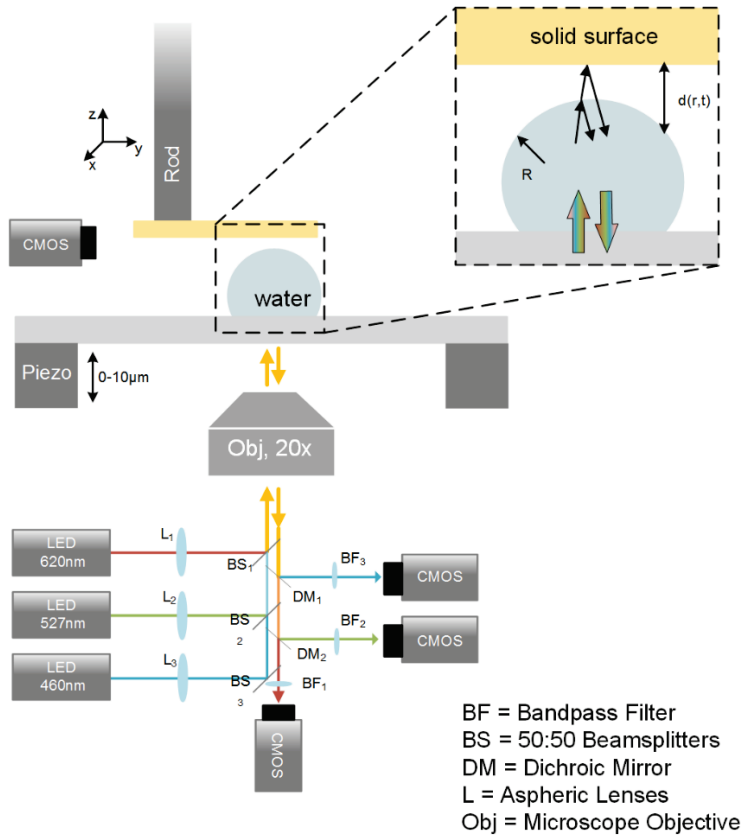 solid surface
d(r,t)
R
z
y
x
Rod
CMOS
water
Piezo
0-10µm
Obj, 20x
LED
620nm
L1
BS1
BF3
CMOS
DM1
LED
527nm
L2
BS
2
BF2
CMOS
DM2
LED
460nm
L3
BS
3
BF1
CMOS
BF = Bandpass Filter
BS = 50:50 Beamsplitters
DM = Dichroic Mirror
L = Aspheric Lenses
Obj = Microscope Objective